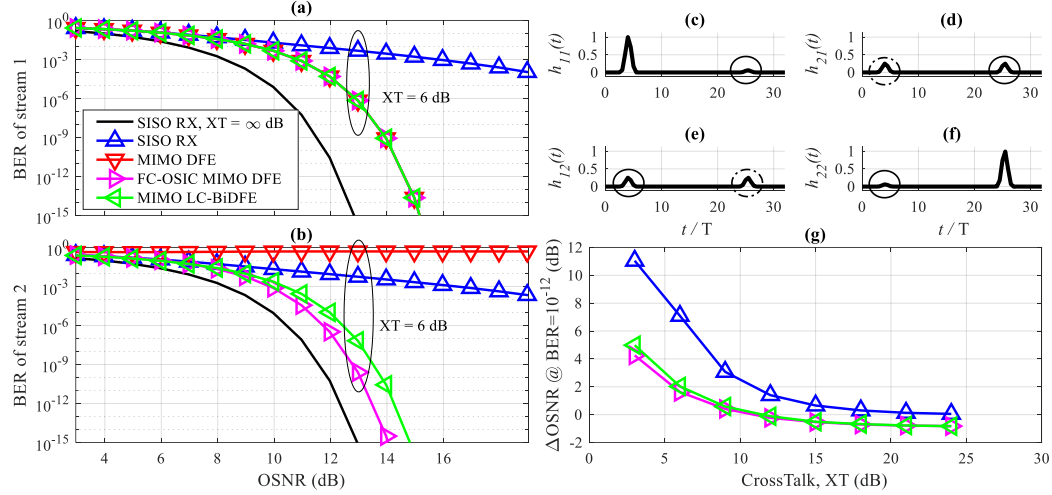 (a)
BER of stream 1
10^0
10^-3
10^-6
10^-9
10^-12
10^-15
XT = 6 dB
SISO RX, XT = ∞ dB
SISO RX
MIMO DFE
FC-OSIC MIMO DFE
MIMO LC-BiDFE
(b)
BER of stream 2
10^0
10^-3
10^-6
10^-9
10^-12
10^-15
XT = 6 dB
4 6 8 10 12 14 16
OSNR (dB)
(c)
h_11(t)
1
0.5
0
0 10 20 30
(d)
h_21(t)
1
0.5
0
0 10 20 30
(e)
h_12(t)
1
0.5
0
0 10 20 30
t / T
(f)
h_22(t)
1
0.5
0
0 10 20 30
t / T
(g)
ΔOSNR @ BER=10^-12 (dB)
12
10
8
6
4
2
0
-2
0 5 10 15 20 25 30
CrossTalk, XT (dB)